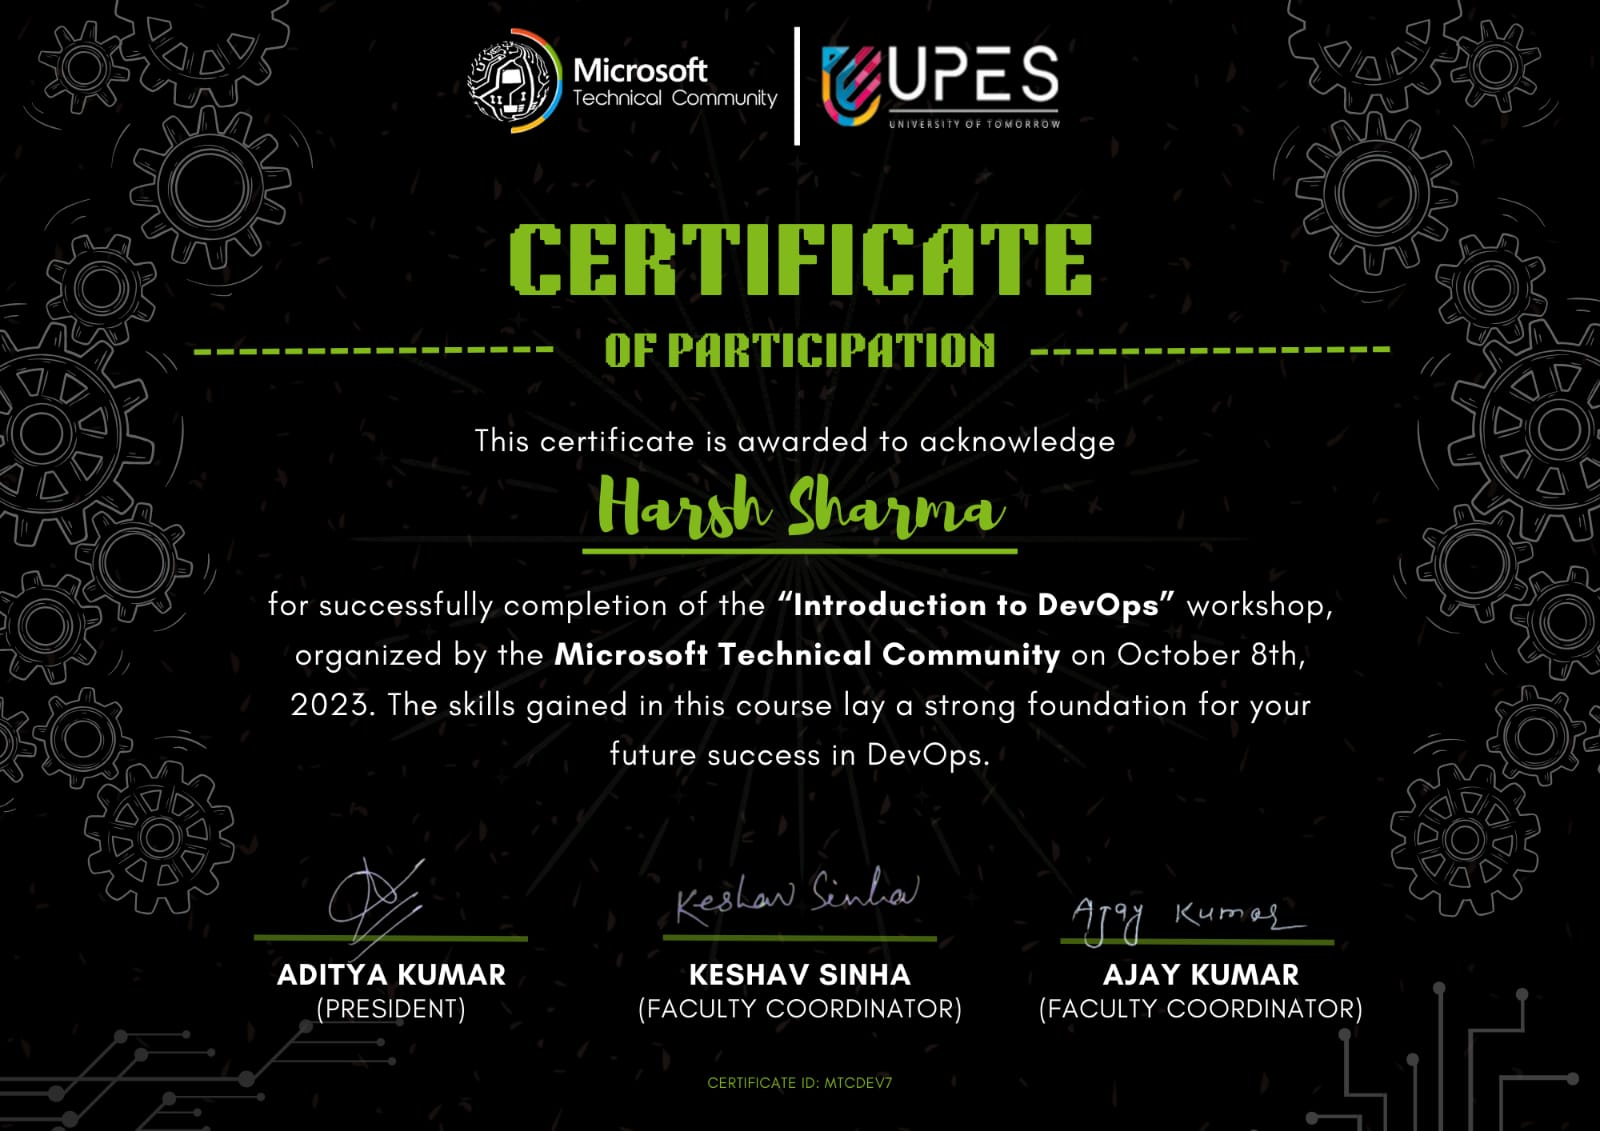 Microsoft
Technical Community
UPES
UNIVERSITY OF TOMORROW
CERTIFICATE
OF PARTICIPATION
This certificate is awarded to acknowledge
Harsh Sharma
for successfully completion of the “Introduction to DevOps” workshop,
organized by the Microsoft Technical Community on October 8th,
2023. The skills gained in this course lay a strong foundation for your
future success in DevOps.
Keshav Sinha
Ajay Kumar
ADITYA KUMAR
(PRESIDENT)
KESHAV SINHA
(FACULTY COORDINATOR)
AJAY KUMAR
(FACULTY COORDINATOR)
CERTIFICATE ID: MTCDEV7